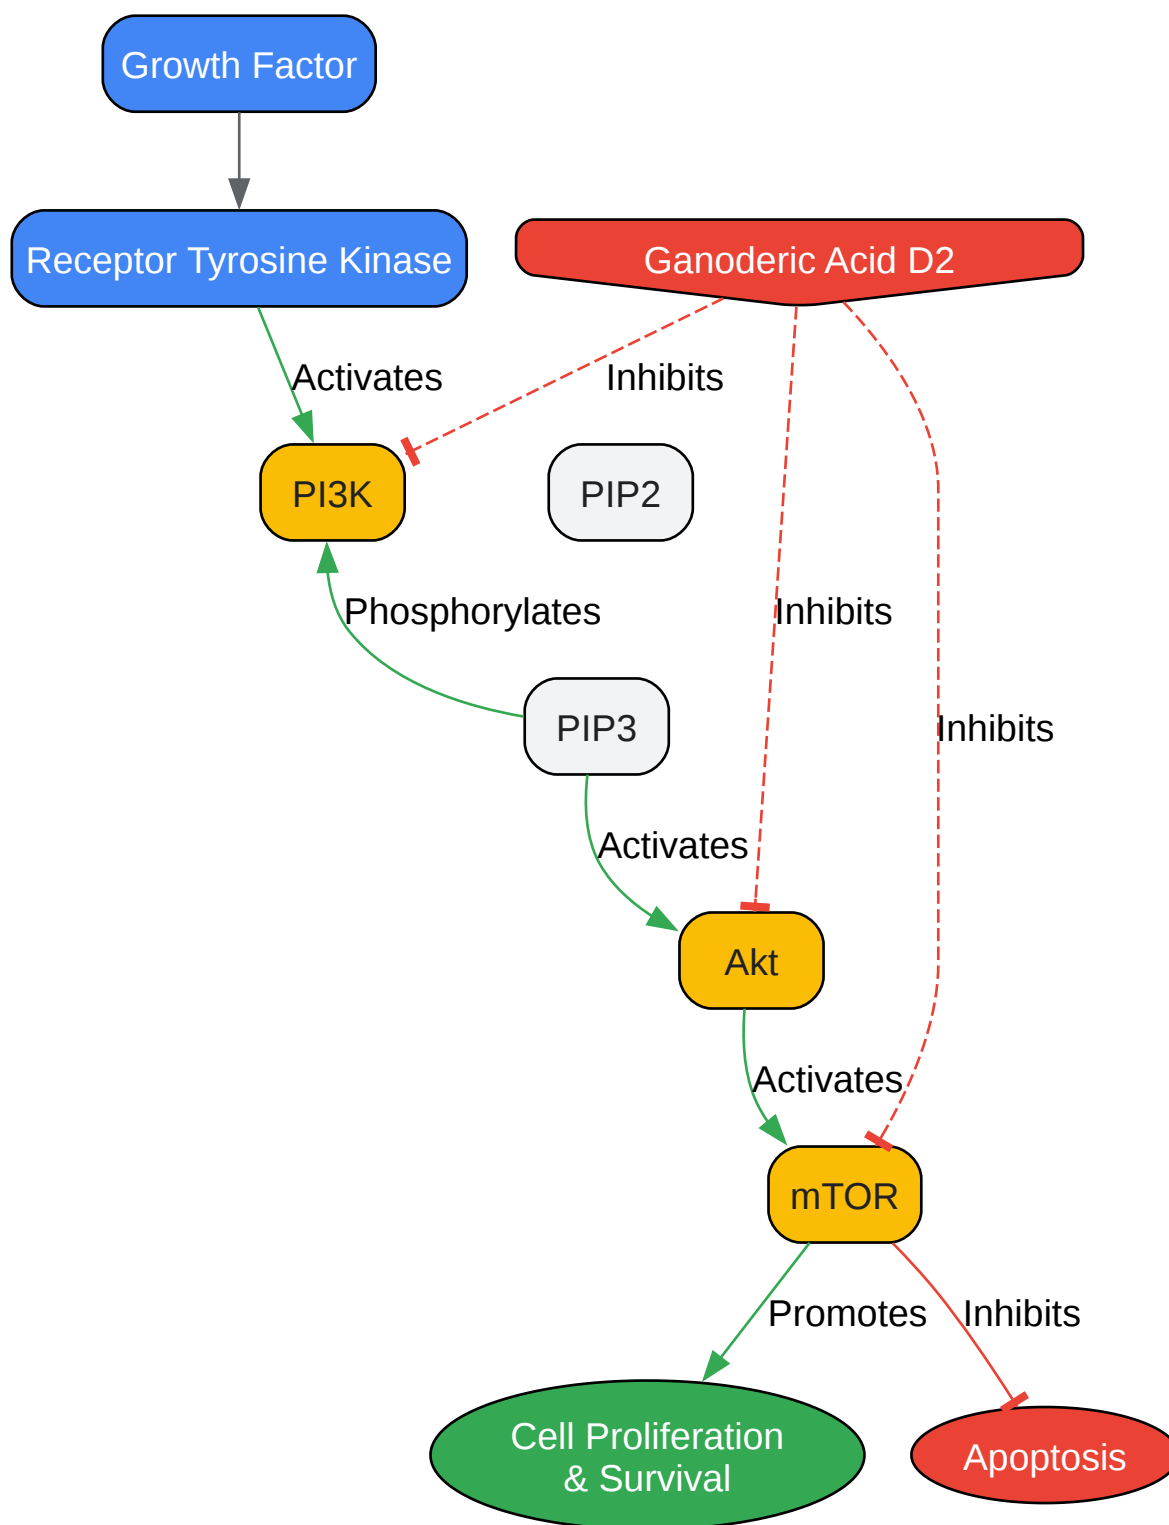 Growth Factor
Receptor Tyrosine Kinase
Ganoderic Acid D2
Activates
Inhibits
PI3K
PIP2
Phosphorylates
Inhibits
PIP3
Inhibits
Activates
Akt
Activates
mTOR
Promotes
Inhibits
Cell Proliferation
& Survival
Apoptosis